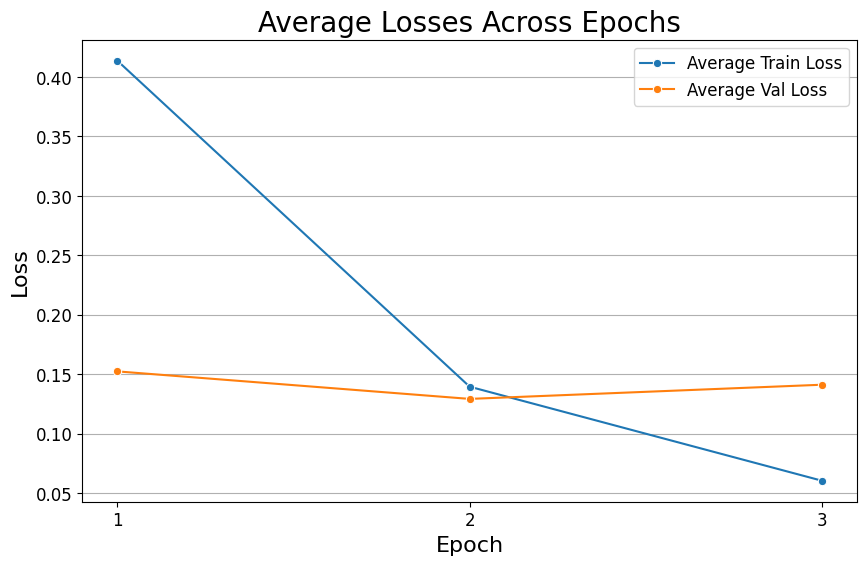 Average Losses Across Epochs
Average Train Loss
Average Val Loss
0.40
0.35
0.30
0.25
0.20
0.15
0.10
0.05
Loss
1 2 3
Epoch